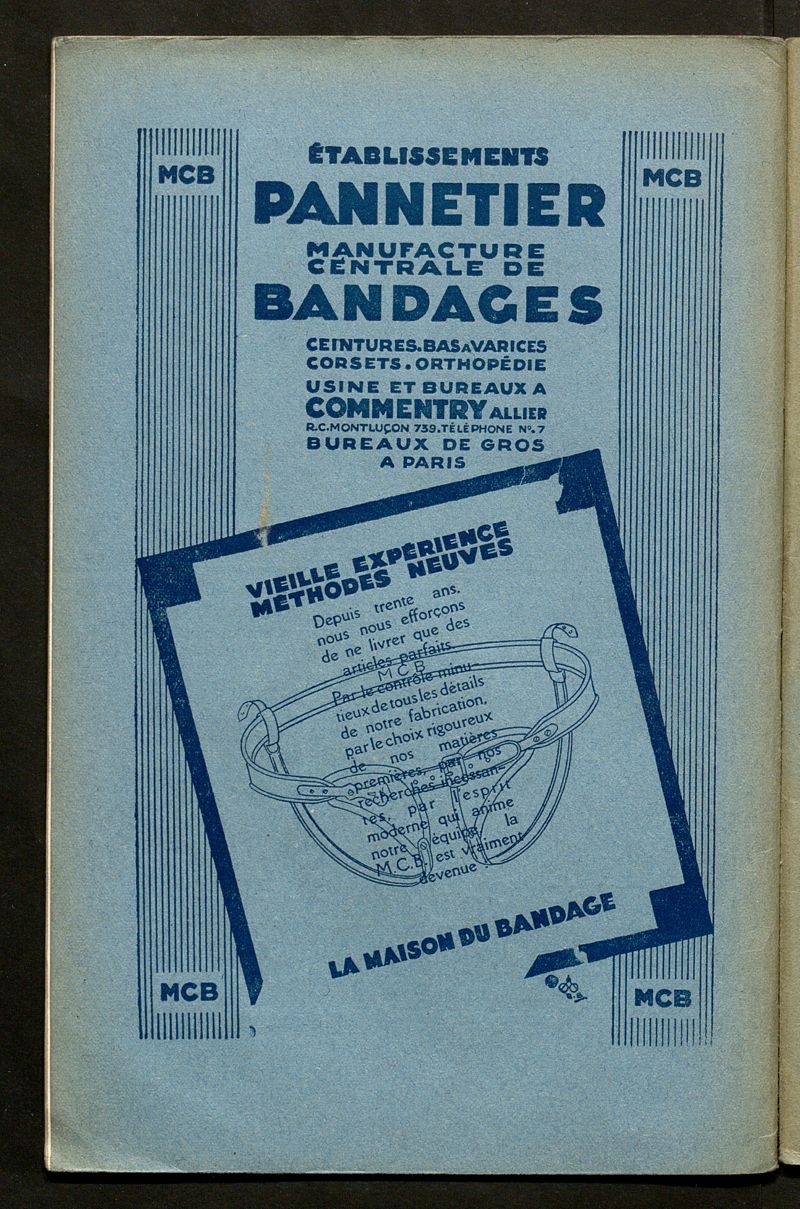 MCB
MCB
ÉTABLISSEMENTS
PANNETIER
MANUFACTURE
CENTRALE DE
BANDAGES
CEINTURES.BAS A VARICES
CORSETS.ORTHOPÉDIE
USINE ET BUREAUX A
COMMENTRY ALLIER
R.C.MONTLUÇON 739.TÉLÉPHONE No.7
BUREAUX DE GROS
A PARIS
VIEILLE EXPÉRIENCE
MÉTHODES NEUVES
Depuis trente ans,
nous nous efforçons
de ne livrer que des
articles parfaits.
M C B
Par le contrôle minu-
tieux de tous les détails
de notre fabrication,
par le choix rigoureux
de nos matières
premières, par nos
recherches incessan-
tes, par l'esprit
moderne qui anime
notre équipe, la
M.C.B. est vraiment
devenue :
LA MAISON DU BANDAGE
MCB
MCB